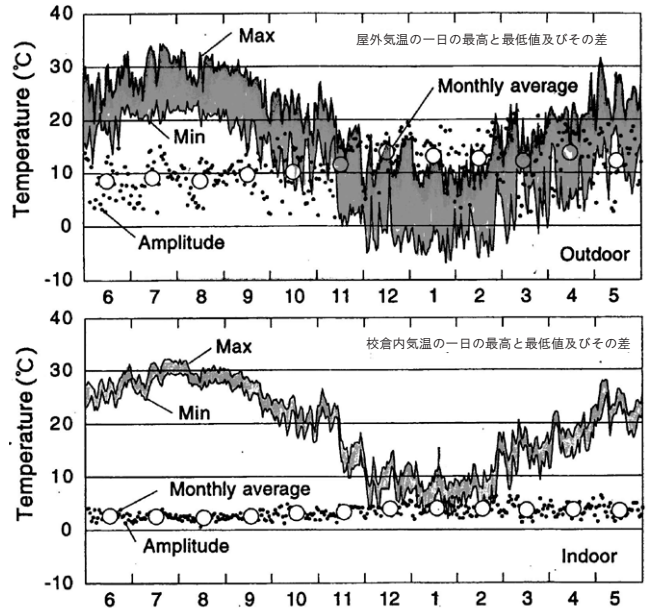 40
屋外気温の一日の最高と最低値及びその差
Max
30
Monthly average
20
Min
10
0
Amplitude
Outdoor
-10
Temperature (℃)
6 7 8 9 10 11 12 1 2 3 4 5
40
校倉内気温の一日の最高と最低値及びその差
Max
30
Min
20
10
Monthly average
0
Amplitude
Indoor
-10
Temperature (℃)
6 7 8 9 10 11 12 1 2 3 4 5